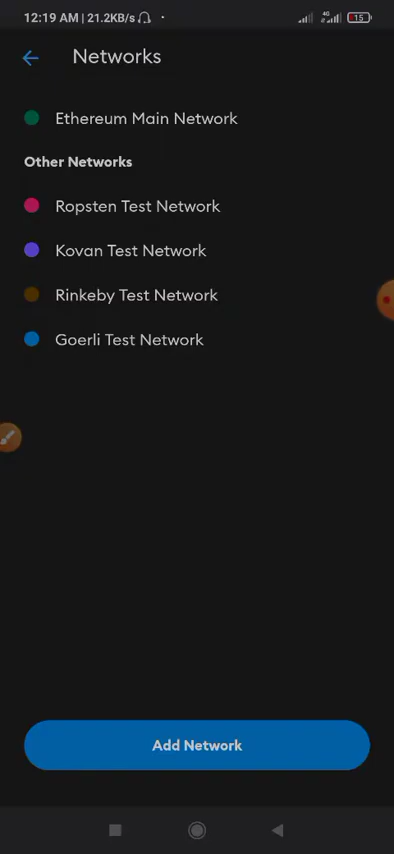 12:19 AM | 21.2KB/s
4G
15
Networks
Ethereum Main Network
Other Networks
Ropsten Test Network
Kovan Test Network
Rinkeby Test Network
Goerli Test Network
Add Network